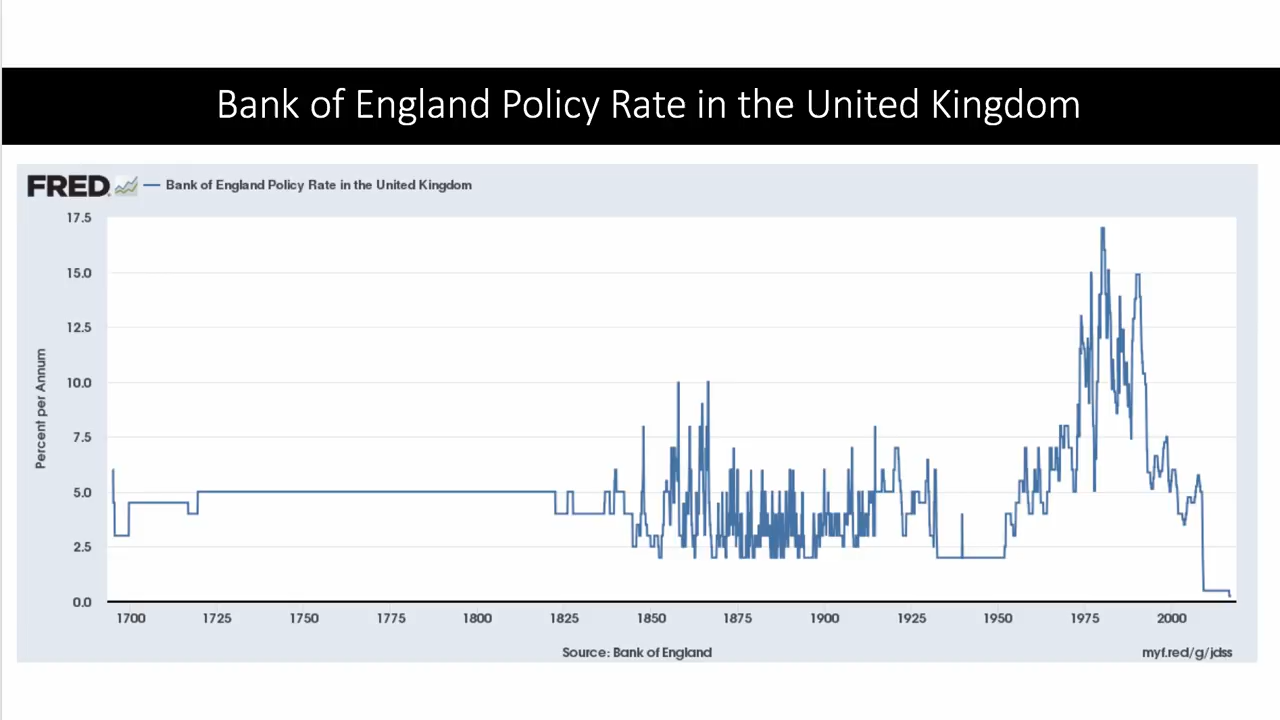 Bank of England Policy Rate in the United Kingdom
FRED
Bank of England Policy Rate in the United Kingdom
17.5
15.0
12.5
10.0
7.5
5.0
2.5
0.0
Percent per Annum
1700 1725 1750 1775 1800 1825 1850 1875 1900 1925 1950 1975 2000
Source: Bank of England
myf.red/g/jdss